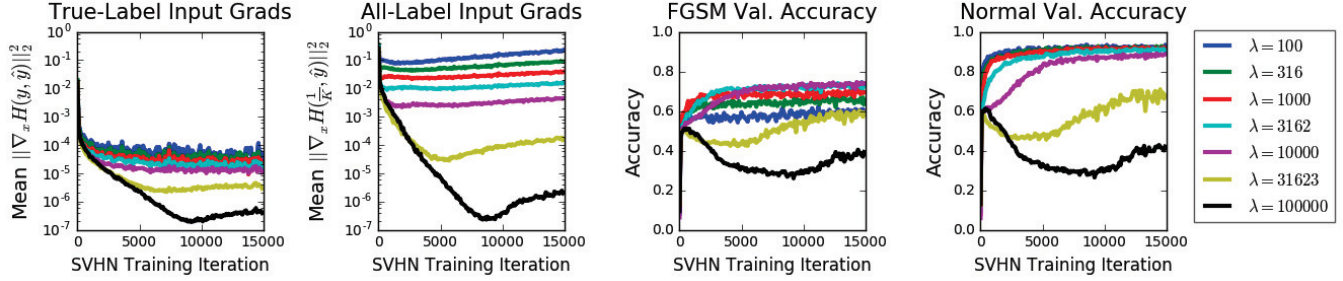 True-Label Input Grads
Mean ||∇ₓH(y, ŷ)||₂²
10⁰
10⁻¹
10⁻²
10⁻³
10⁻⁴
10⁻⁵
10⁻⁶
10⁻⁷
0 5000 10000 15000
SVHN Training Iteration
All-Label Input Grads
Mean ||∇ₓH(1/K, ŷ)||₂²
10⁰
10⁻¹
10⁻²
10⁻³
10⁻⁴
10⁻⁵
10⁻⁶
10⁻⁷
0 5000 10000 15000
SVHN Training Iteration
FGSM Val. Accuracy
Accuracy
1.0
0.8
0.6
0.4
0.2
0.0
0 5000 10000 15000
SVHN Training Iteration
Normal Val. Accuracy
Accuracy
1.0
0.8
0.6
0.4
0.2
0.0
0 5000 10000 15000
SVHN Training Iteration
λ = 100
λ = 316
λ = 1000
λ = 3162
λ = 10000
λ = 31623
λ = 100000